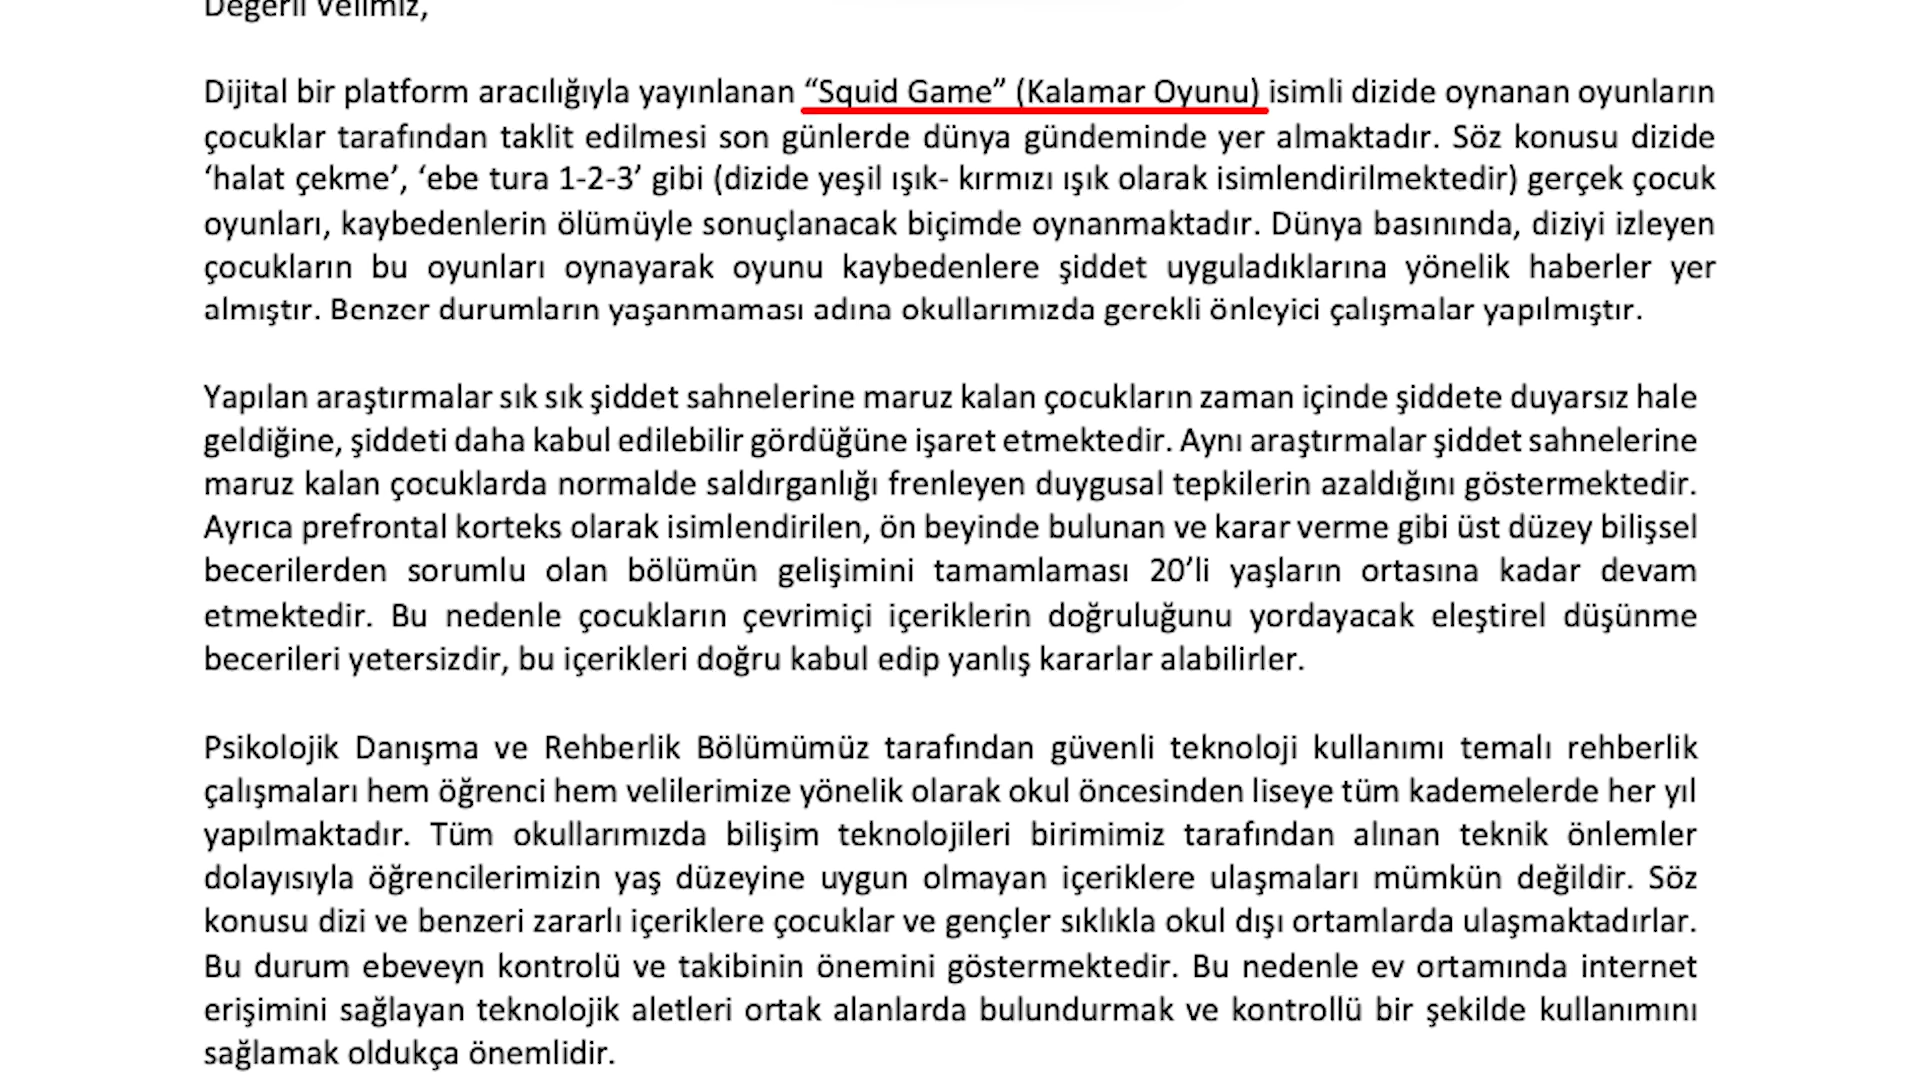 Değerli Velimiz,
Dijital bir platform aracılığıyla yayınlanan “Squid Game” (Kalamar Oyunu) isimli dizide oynanan oyunların
çocuklar tarafından taklit edilmesi son günlerde dünya gündeminde yer almaktadır. Söz konusu dizide
‘halat çekme’, ‘ebe tura 1-2-3’ gibi (dizide yeşil ışık- kırmızı ışık olarak isimlendirilmektedir) gerçek çocuk
oyunları, kaybedenlerin ölümüyle sonuçlanacak biçimde oynanmaktadır. Dünya basınında, diziyi izleyen
çocukların bu oyunları oynayarak oyunu kaybedenlere şiddet uyguladıklarına yönelik haberler yer
almıştır. Benzer durumların yaşanmaması adına okullarımızda gerekli önleyici çalışmalar yapılmıştır.
Yapılan araştırmalar sık sık şiddet sahnelerine maruz kalan çocukların zaman içinde şiddete duyarsız hale
geldiğine, şiddeti daha kabul edilebilir gördüğüne işaret etmektedir. Aynı araştırmalar şiddet sahnelerine
maruz kalan çocuklarda normalde saldırganlığı frenleyen duygusal tepkilerin azaldığını göstermektedir.
Ayrıca prefrontal korteks olarak isimlendirilen, ön beyinde bulunan ve karar verme gibi üst düzey bilişsel
becerilerden sorumlu olan bölümün gelişimini tamamlaması 20’li yaşların ortasına kadar devam
etmektedir. Bu nedenle çocukların çevrimiçi içeriklerin doğruluğunu yordayacak eleştirel düşünme
becerileri yetersizdir, bu içerikleri doğru kabul edip yanlış kararlar alabilirler.
Psikolojik Danışma ve Rehberlik Bölümümüz tarafından güvenli teknoloji kullanımı temalı rehberlik
çalışmaları hem öğrenci hem velilerimize yönelik olarak okul öncesinden liseye tüm kademelerde her yıl
yapılmaktadır. Tüm okullarımızda bilişim teknolojileri birimimiz tarafından alınan teknik önlemler
dolayısıyla öğrencilerimizin yaş düzeyine uygun olmayan içeriklere ulaşmaları mümkün değildir. Söz
konusu dizi ve benzeri zararlı içeriklere çocuklar ve gençler sıklıkla okul dışı ortamlarda ulaşmaktadırlar.
Bu durum ebeveyn kontrolü ve takibinin önemini göstermektedir. Bu nedenle ev ortamında internet
erişimini sağlayan teknolojik aletleri ortak alanlarda bulundurmak ve kontrollü bir şekilde kullanımını
sağlamak oldukça önemlidir.